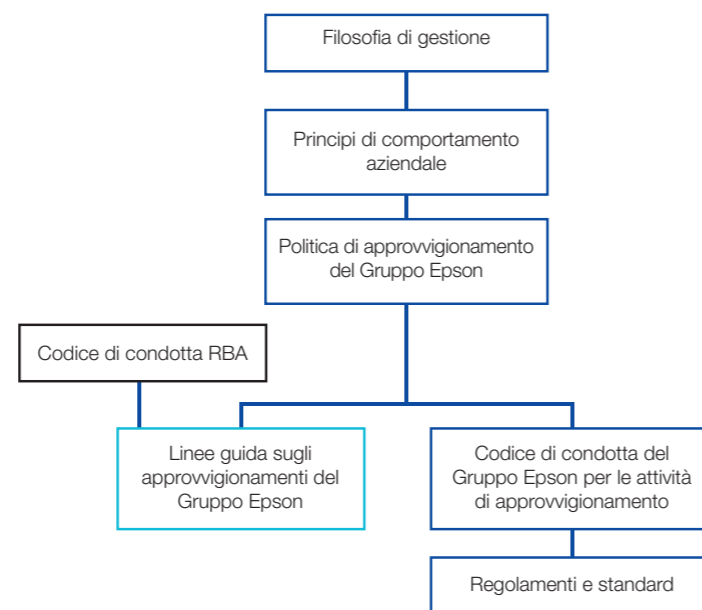 Filosofia di gestione
Principi di comportamento
aziendale
Politica di approvvigionamento
del Gruppo Epson
Codice di condotta RBA
Linee guida sugli
approvvigionamenti del
Gruppo Epson
Codice di condotta del
Gruppo Epson per le attività
di approvvigionamento
Regolamenti e standard